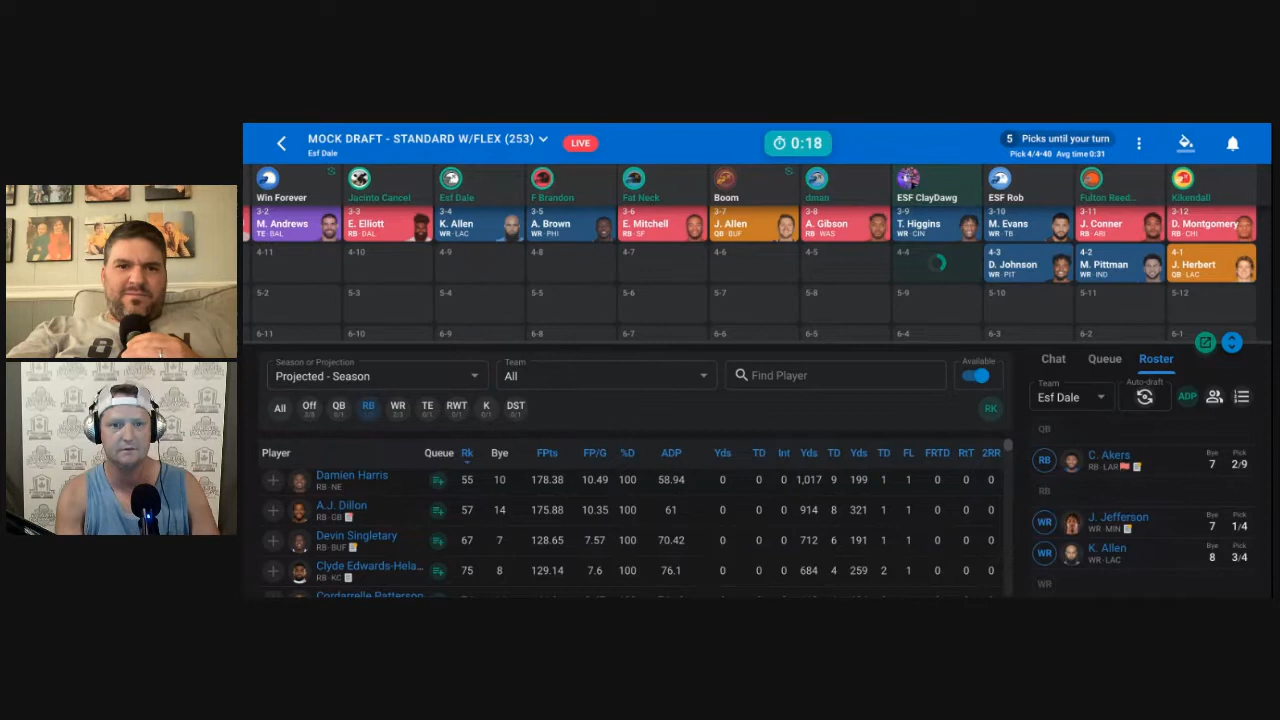 MOCK DRAFT - STANDARD W/FLEX (253)
LIVE
0:18
5 Picks until your turn
Esf Dale
Pick 4/4-40 Avg time 0:31
Win Forever
Jacinto Cancel
Esf Dale
F Brandon
Fat Neck
Boom
dman
ESF ClayDawg
ESF Rob
Fulton Reed...
Kikendall
3-2 3-3 3-4 3-5 3-6 3-7 3-8 3-9 3-10 3-11 3-12
M. Andrews E. Elliott K. Allen A. Brown E. Mitchell J. Allen A. Gibson T. Higgins M. Evans J. Conner D. Montgomery
TE - BAL RB - DAL WR - LAC WR - PHI RB - SF QB - BUF RB - WAS WR - CIN WR - TB RB - ARI RB - CHI
4-11 4-10 4-9 4-8 4-7 4-6 4-5 4-4 4-3 4-2 4-1
D. Johnson M. Pittman J. Herbert
WR - PIT WR - IND QB - LAC
5-2 5-3 5-4 5-5 5-6 5-7 5-8 5-9 5-10 5-11 5-12
6-11 6-10 6-9 6-8 6-7 6-6 6-5 6-4 6-3 6-2 6-1
Season or Projection
Projected - Season
Team
All
Find Player
Available
Chat Queue Roster
Team
Esf Dale
Auto-draft
ADP
All Off QB RB WR TE RWT K DST
RK
Player Queue Rk Bye FPts FP/G %D ADP Yds TD Int Yds TD Yds TD FL FRTD RtT 2RR
Damien Harris 55 10 178.38 10.49 100 58.94 0 0 0 1,017 9 199 1 1 0 0 0
RB - NE
A.J. Dillon 57 14 175.88 10.35 100 61 0 0 0 914 8 321 1 1 0 0 0
RB - GB
Devin Singletary 67 7 128.65 7.57 100 70.42 0 0 0 712 6 191 1 1 0 0 0
RB - BUF
Clyde Edwards-Hela... 75 8 129.14 7.6 100 76.1 0 0 0 684 4 259 2 1 0 0 0
RB - KC
Cordarrelle Patterson
QB
RB C. Akers Bye 7 Pick 2/9
RB - LAR
RB
WR J. Jefferson Bye 7 Pick 1/4
WR - MIN
WR K. Allen Bye 8 Pick 3/4
WR - LAC
WR